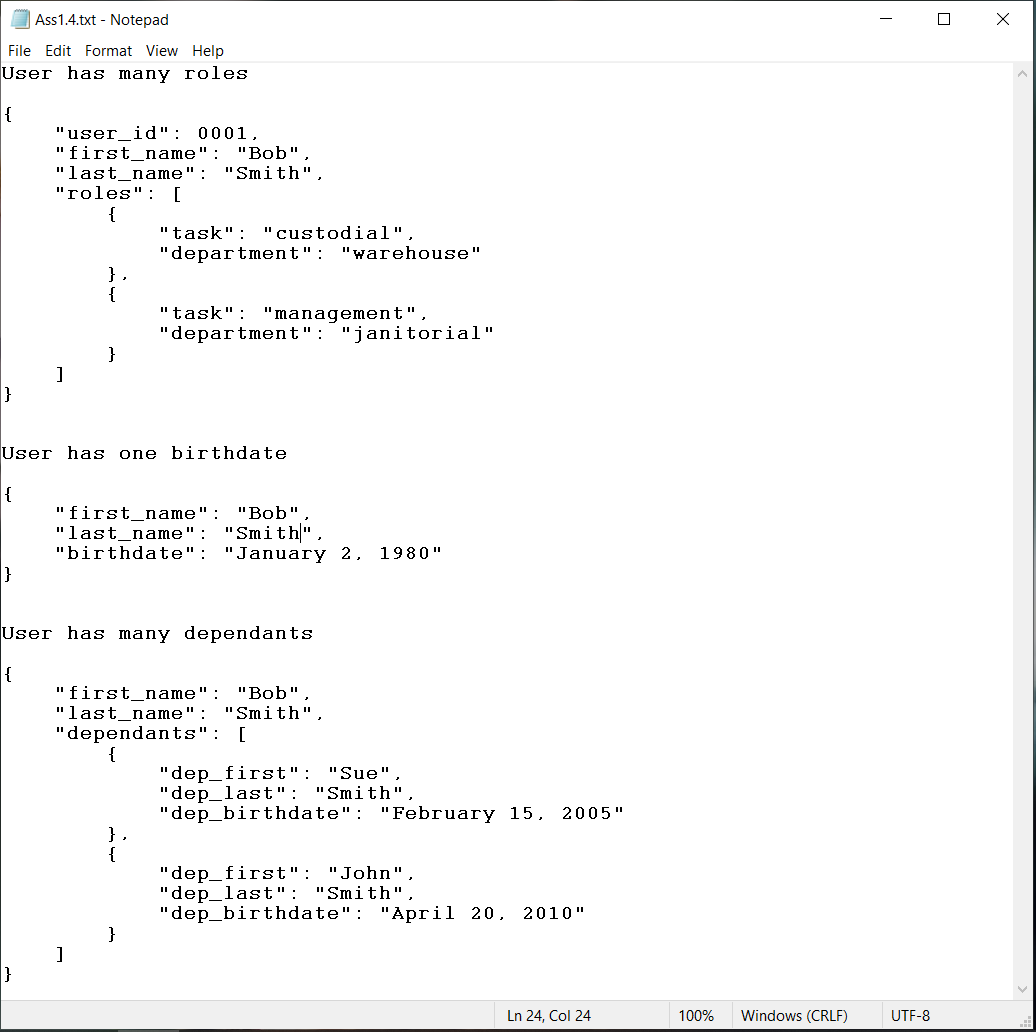 Ass1.4.txt - Notepad
File Edit Format View Help
User has many roles
{
    "user_id": 0001,
    "first_name": "Bob",
    "last_name": "Smith",
    "roles": [
        {
            "task": "custodial",
            "department": "warehouse"
        },
        {
            "task": "management",
            "department": "janitorial"
        }
    ]
}
User has one birthdate
{
    "first_name": "Bob",
    "last_name": "Smith",
    "birthdate": "January 2, 1980"
}
User has many dependants
{
    "first_name": "Bob",
    "last_name": "Smith",
    "dependants": [
        {
            "dep_first": "Sue",
            "dep_last": "Smith",
            "dep_birthdate": "February 15, 2005"
        },
        {
            "dep_first": "John",
            "dep_last": "Smith",
            "dep_birthdate": "April 20, 2010"
        }
    ]
}
Ln 24, Col 24 100% Windows (CRLF) UTF-8